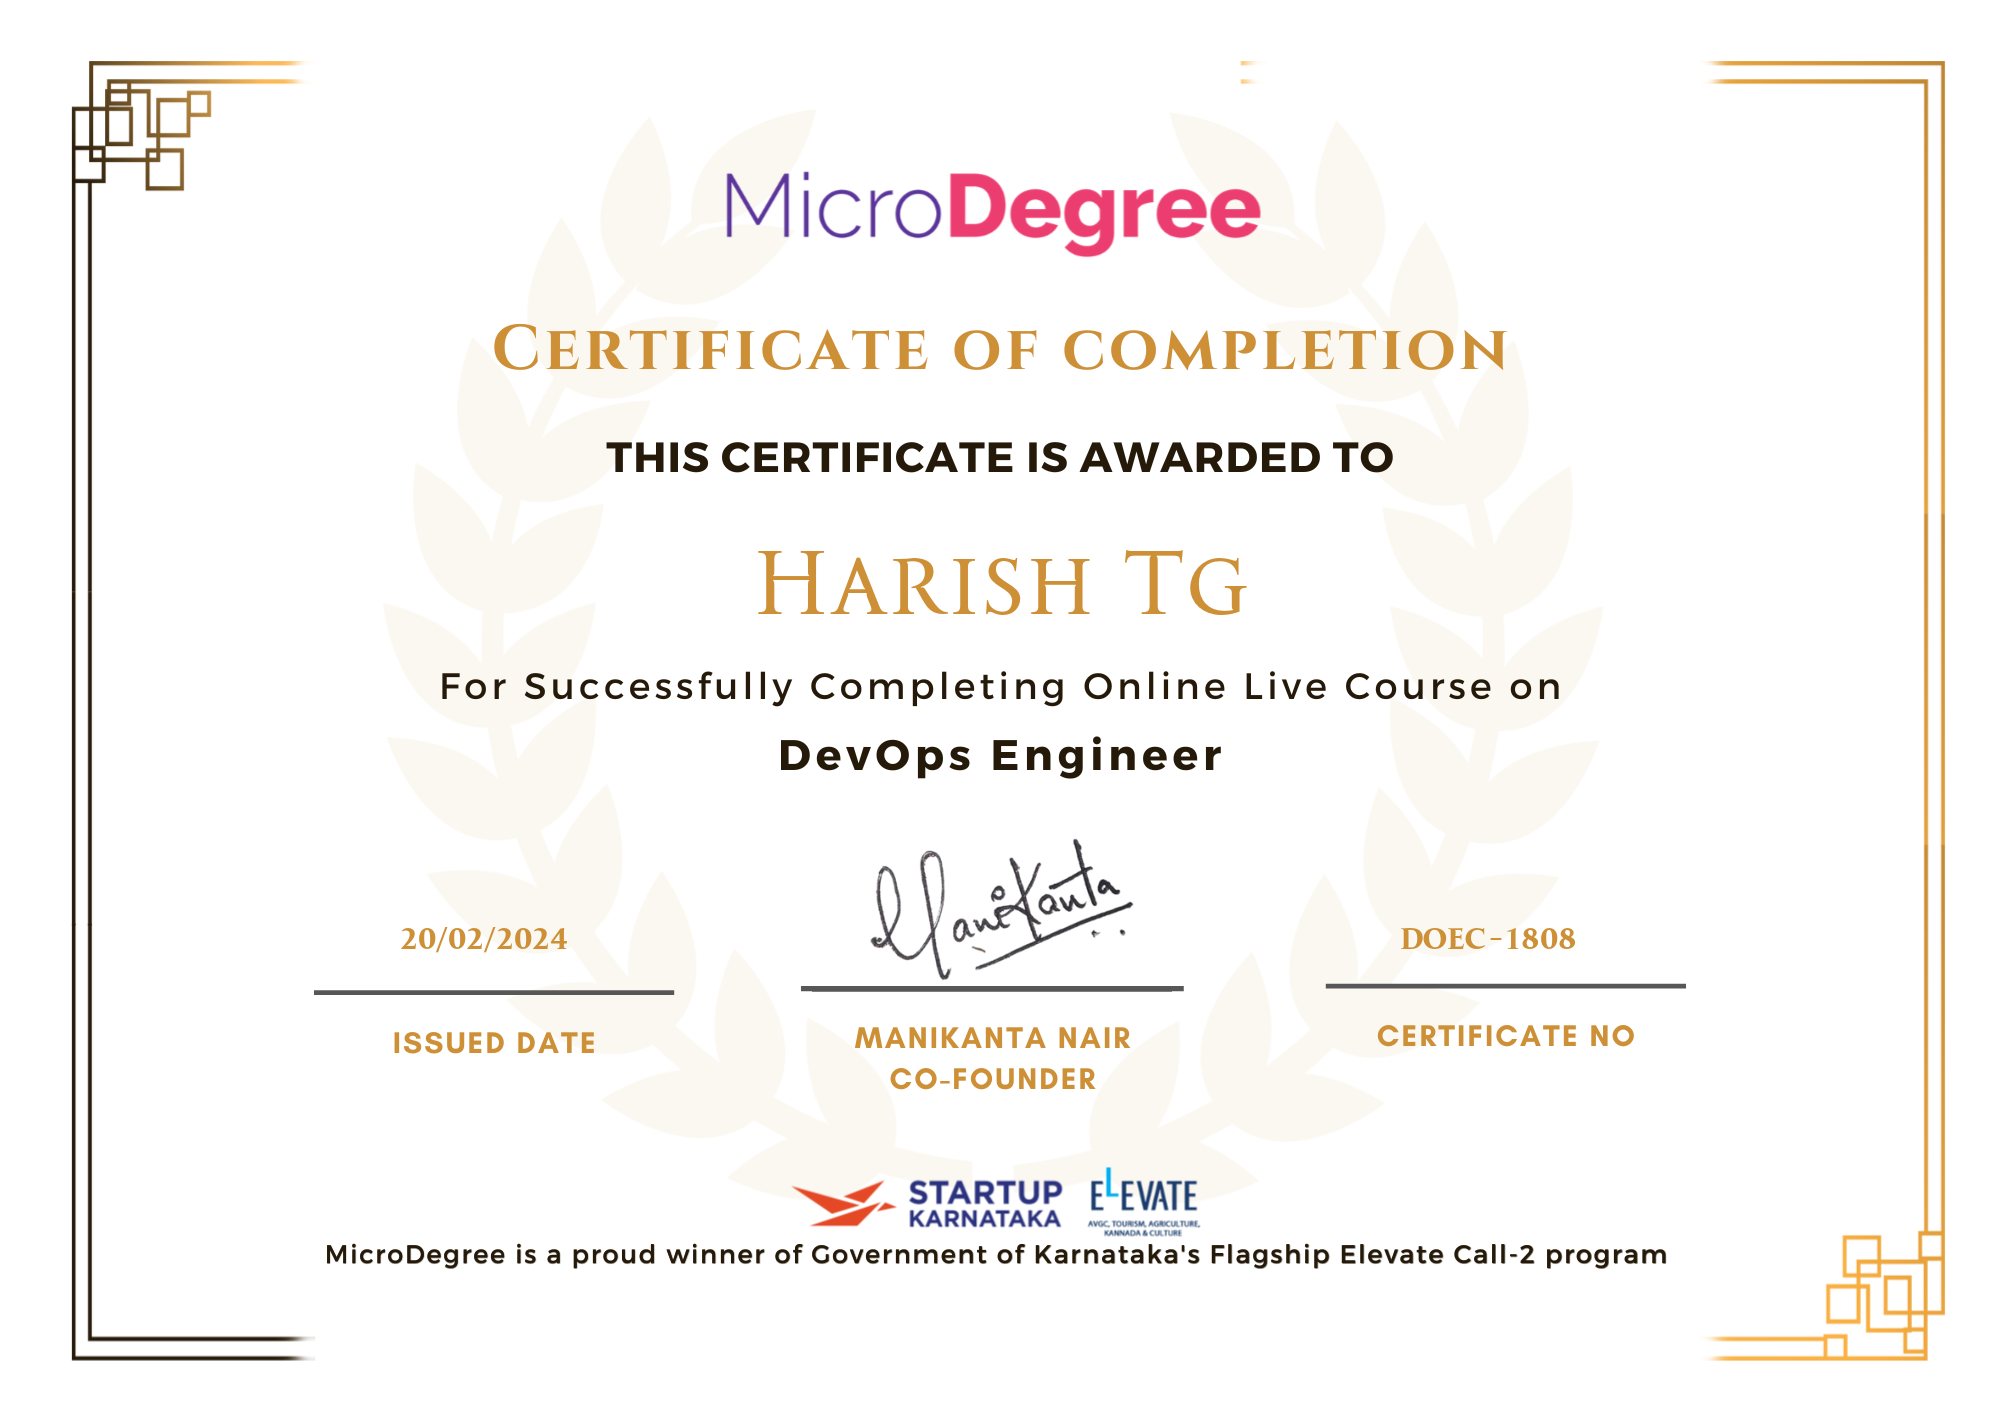 MicroDegree
Certificate of completion
THIS CERTIFICATE IS AWARDED TO
Harish Tg
For Successfully Completing Online Live Course on
DevOps Engineer
Manikanta
20/02/2024
DOEC-1808
ISSUED DATE
MANIKANTA NAIR
CO-FOUNDER
CERTIFICATE NO
STARTUP
KARNATAKA
ELEVATE
AVGC, TOURISM, AGRICULTURE,
KANNADA & CULTURE
MicroDegree is a proud winner of Government of Karnataka's Flagship Elevate Call-2 program